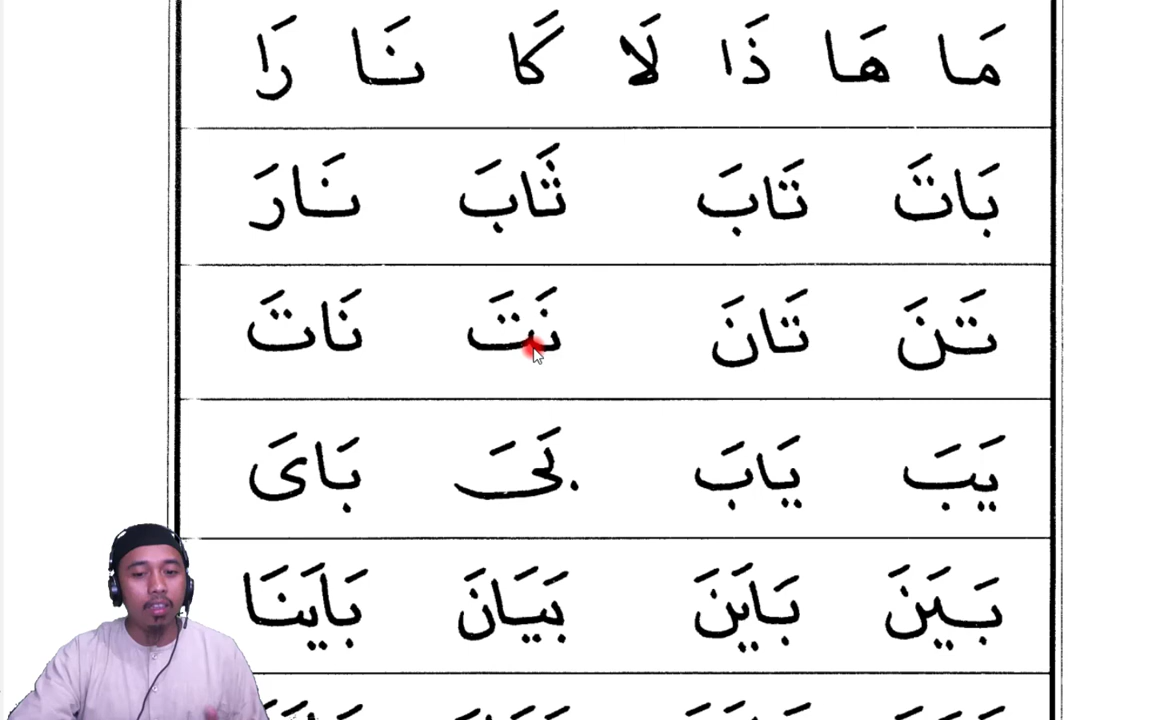 مَا هَا ذَا لَا كَا نَا رَا
بَاتَ تَابَ ثَابَ نَارَ
تَنَ تَانَ نَتَ نَاتَ
يَبَ يَابَ بَىَ بَاىَ
بَيَنَ بَايَنَ بَيَانَ بَايَنَا